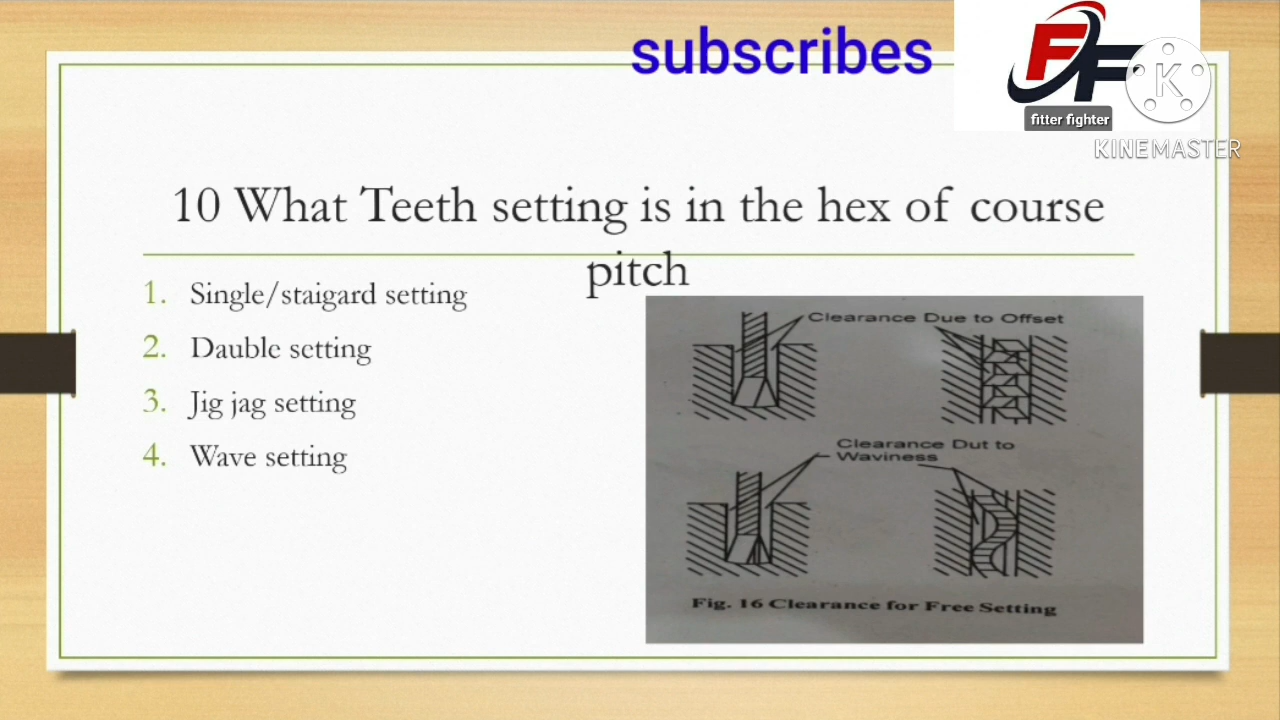 subscribes
FF
fitter fighter
K
KINEMASTER
10 What Teeth setting is in the hex of course
pitch
1. Single/staigard setting
2. Dauble setting
3. Jig jag setting
4. Wave setting
Clearance Due to Offset
Clearance Dut to
Waviness
Fig. 16 Clearance for Free Setting